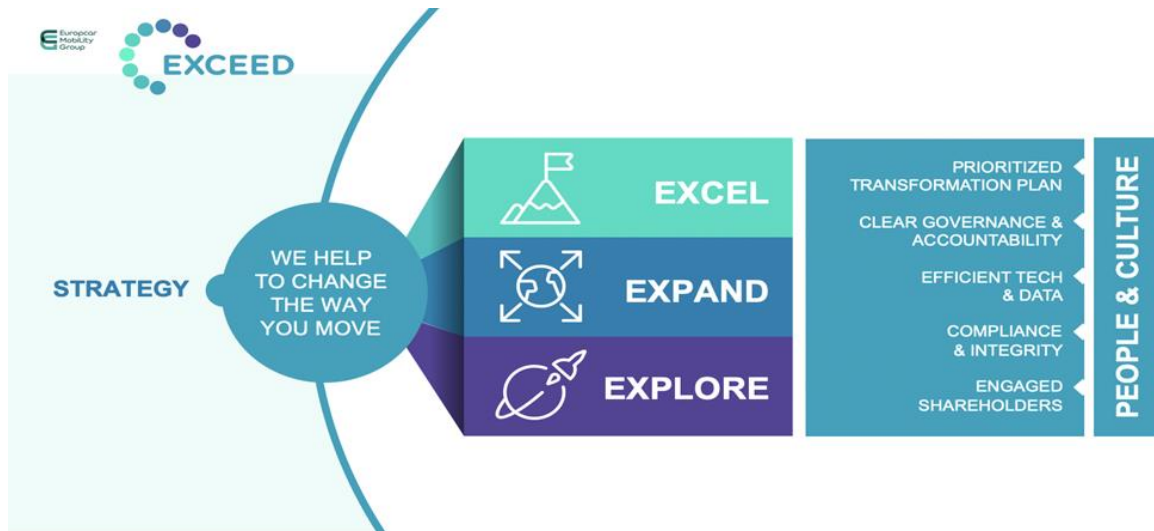 Europcar
Mobility
Group
EXCEED
STRATEGY
WE HELP
TO CHANGE
THE WAY
YOU MOVE
EXCEL
EXPAND
EXPLORE
PRIORITIZED
TRANSFORMATION PLAN
CLEAR GOVERNANCE &
ACCOUNTABILITY
EFFICIENT TECH
& DATA
COMPLIANCE
& INTEGRITY
ENGAGED
SHAREHOLDERS
PEOPLE & CULTURE